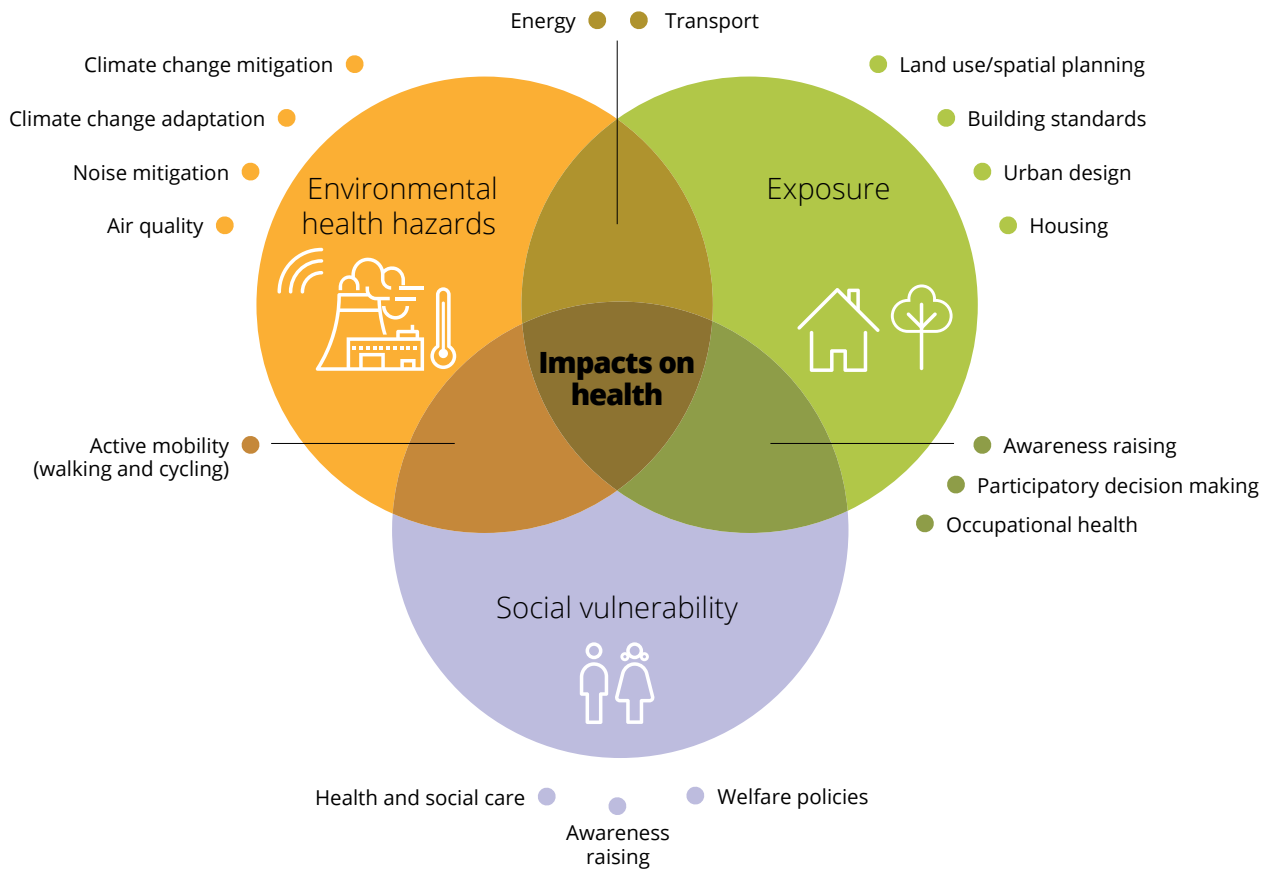 Energy
Transport
Climate change mitigation
Land use/spatial planning
Climate change adaptation
Building standards
Noise mitigation
Urban design
Air quality
Housing
Environmental
health hazards
Exposure
Impacts on
health
Active mobility
(walking and cycling)
Awareness raising
Participatory decision making
Occupational health
Social vulnerability
Health and social care
Awareness
raising
Welfare policies